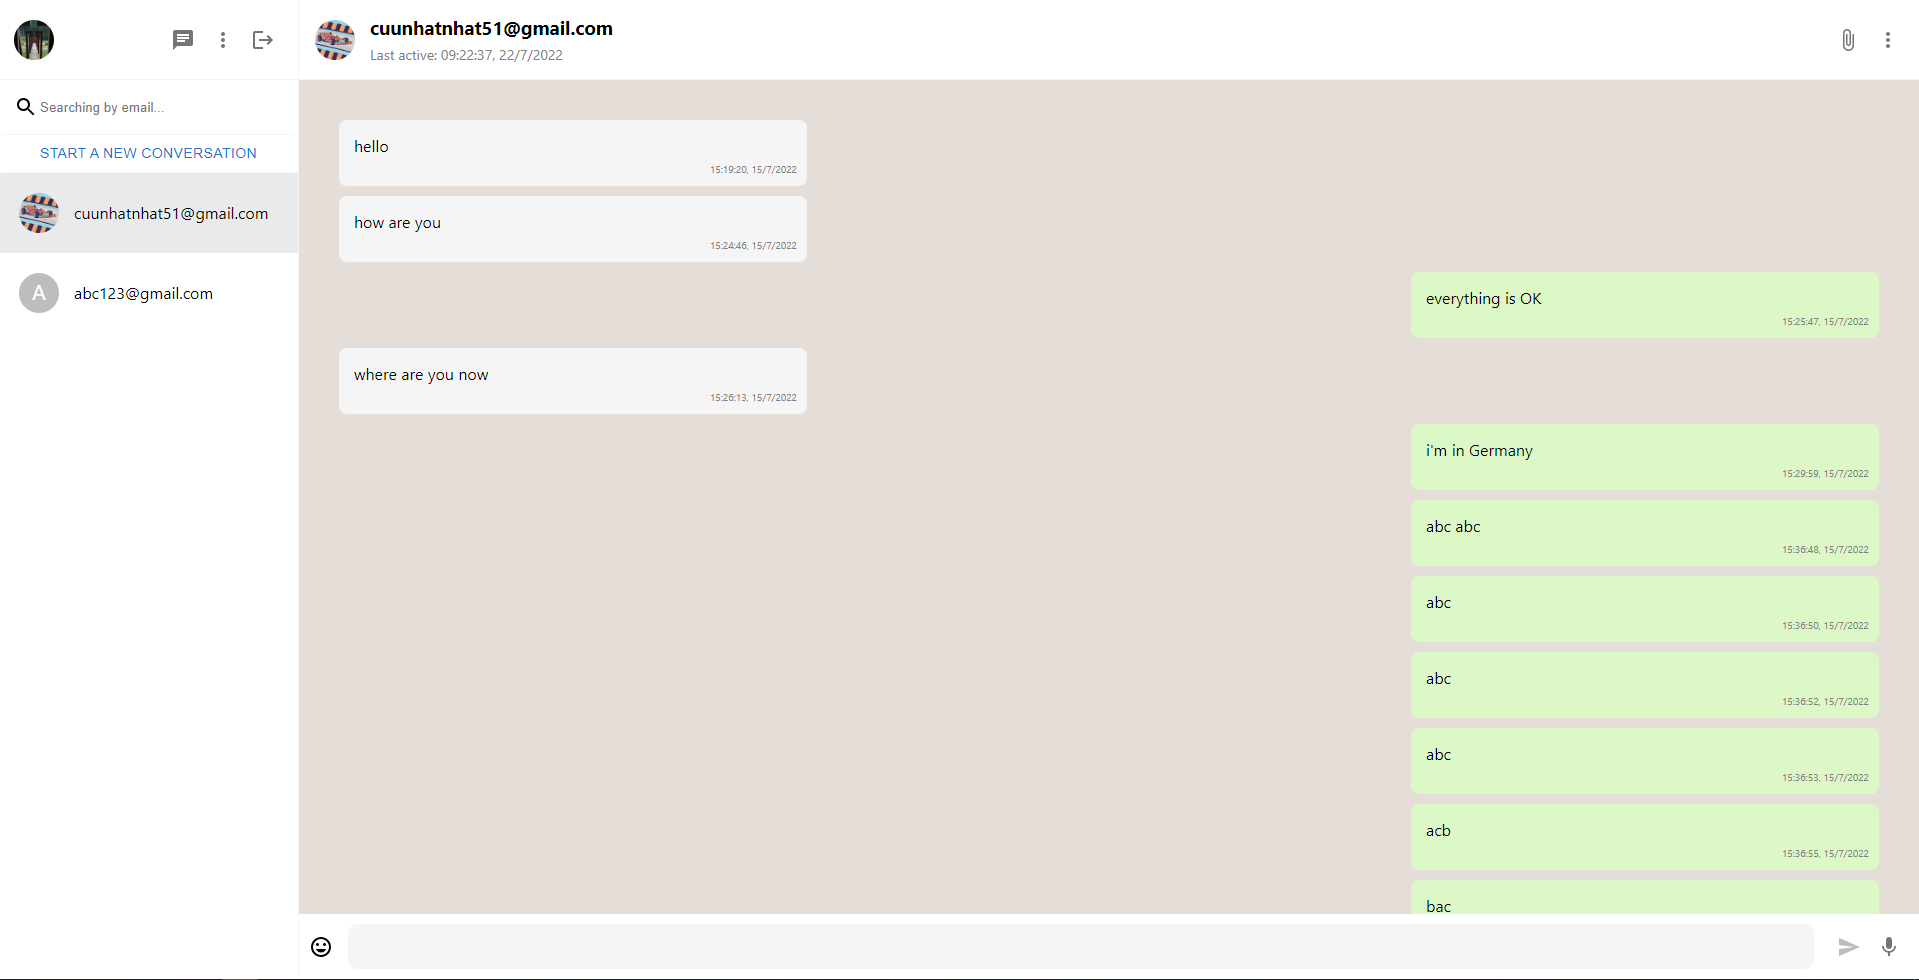 Searching by email...
START A NEW CONVERSATION
cuunhatnhat51@gmail.com
A
abc123@gmail.com
cuunhatnhat51@gmail.com
Last active: 09:22:37, 22/7/2022
hello
15:19:20, 15/7/2022
how are you
15:24:46, 15/7/2022
everything is OK
15:25:47, 15/7/2022
where are you now
15:26:13, 15/7/2022
i'm in Germany
15:29:59, 15/7/2022
abc abc
15:36:48, 15/7/2022
abc
15:36:50, 15/7/2022
abc
15:36:52, 15/7/2022
abc
15:36:53, 15/7/2022
acb
15:36:55, 15/7/2022
bac